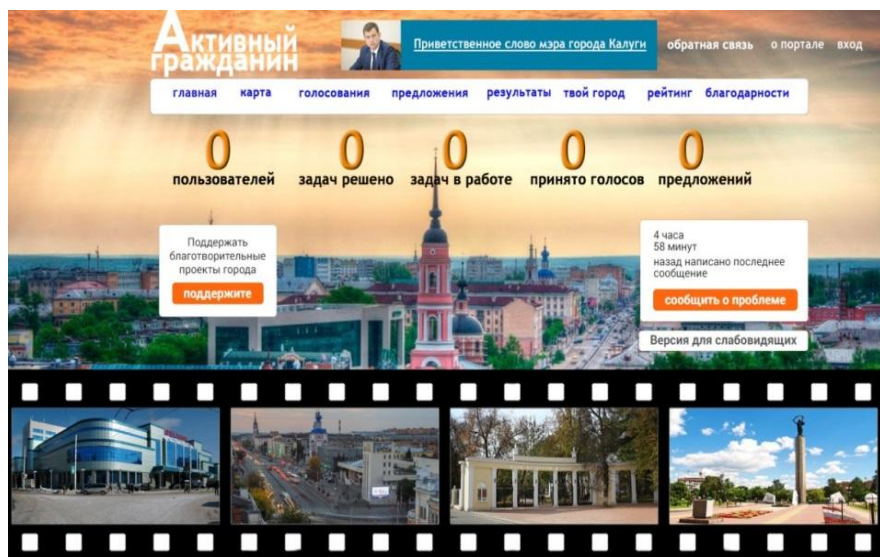 Активный
гражданин
Приветственное слово мэра города Калуги
обратная связь
о портале
вход
главная
карта
голосования
предложения
результаты
твой город
рейтинг
благодарности
0
0
0
0
0
пользователей
задач решено
задач в работе
принято голосов
предложений
Поддержать
благотворительные
проекты города
поддержите
4 часа
58 минут
назад написано последнее
сообщение
сообщить о проблеме
Версия для слабовидящих